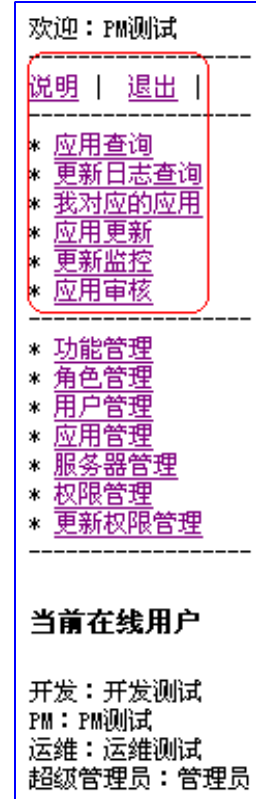 欢迎：PM测试
--------------------
说明 | 退出 |
--------------------
* 应用查询
* 更新日志查询
* 我对应的应用
* 应用更新
* 更新监控
* 应用审核
--------------------
* 功能管理
* 角色管理
* 用户管理
* 应用管理
* 服务器管理
* 权限管理
* 更新权限管理
--------------------
当前在线用户
开发：开发测试
PM：PM测试
运维：运维测试
超级管理员：管理员